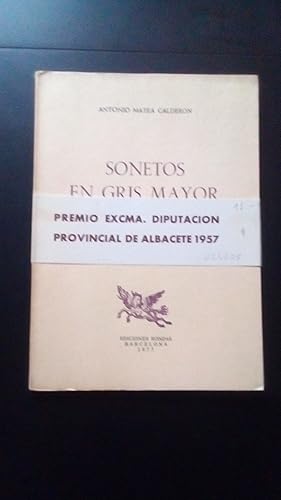 ANTONIO MATEA CALDERON
SONETOS
EN GRIS MAYOR
PREMIO EXCMA. DIPUTACION
PROVINCIAL DE ALBACETE 1957
EDICIONES RONDAS
BARCELONA
1957